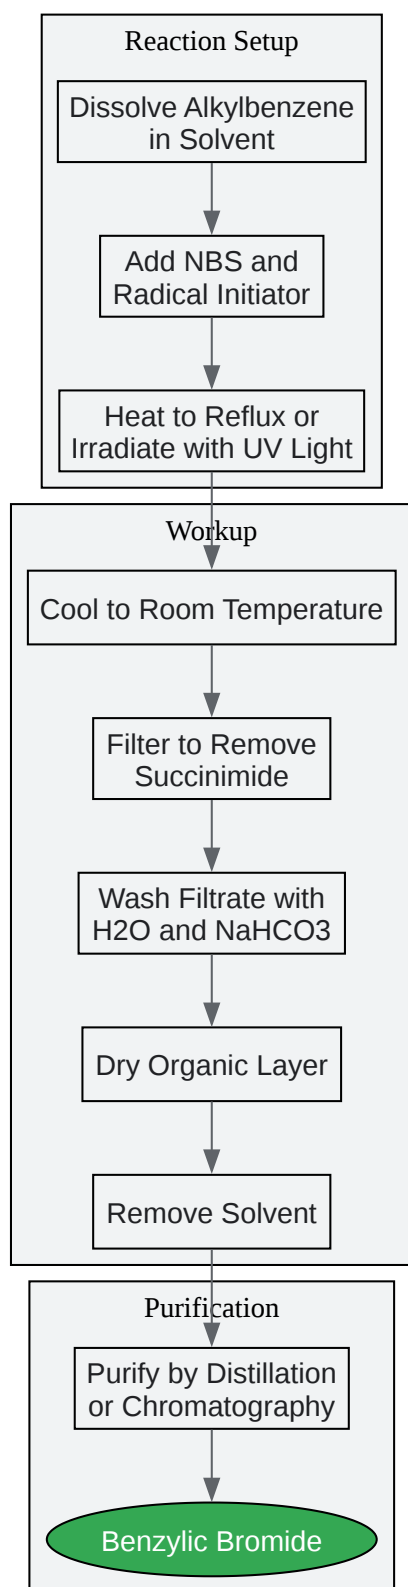 Reaction Setup
Dissolve Alkylbenzene
in Solvent
Add NBS and
Radical Initiator
Heat to Reflux or
Irradiate with UV Light
Workup
Cool to Room Temperature
Filter to Remove
Succinimide
Wash Filtrate with
H2O and NaHCO3
Dry Organic Layer
Remove Solvent
Purification
Purify by Distillation
or Chromatography
Benzylic Bromide